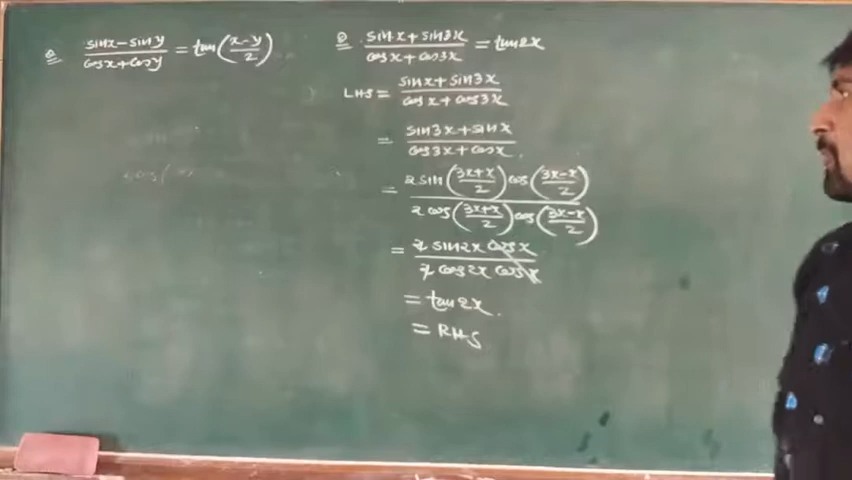 Q. (sinx - siny)/(cosx + cosy) = tan((x-y)/2)
Q (sinx + sin3x)/(cosx + cos3x) = tan2x
LHS = (sinx + sin3x)/(cosx + cos3x)
= (sin3x + sinx)/(cos3x + cosx).
= (2sin((3x+x)/2)cos((3x-x)/2))/(2cos((3x+x)/2)cos((3x-x)/2))
= (2 sin2x cosx)/(2 cos2x cosx)
= tan2x.
= RHS